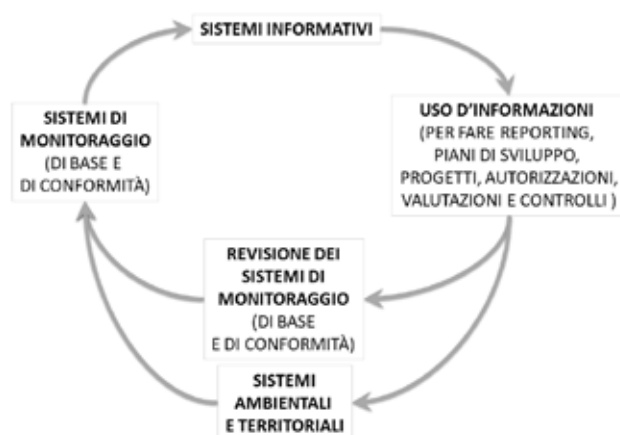 SISTEMI INFORMATIVI
SISTEMI DI
MONITORAGGIO
(DI BASE E
DI CONFORMITÀ)
USO D'INFORMAZIONI
(PER FARE REPORTING,
PIANI DI SVILUPPO,
PROGETTI, AUTORIZZAZIONI,
VALUTAZIONI E CONTROLLI )
REVISIONE DEI
SISTEMI DI
MONITORAGGIO
(DI BASE
E DI CONFORMITÀ)
SISTEMI
AMBIENTALI
E TERRITORIALI